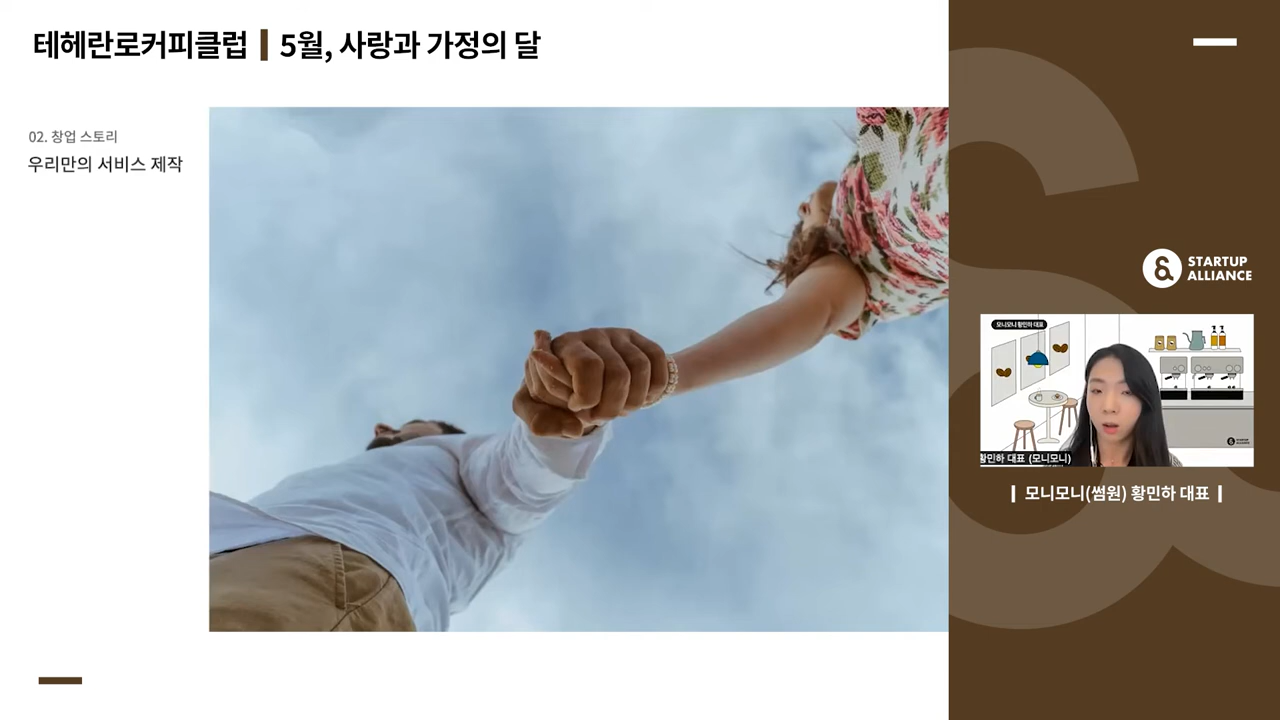 테헤란로커피클럽 | 5월, 사랑과 가정의 달
02. 창업 스토리
우리만의 서비스 제작
STARTUP
ALLIANCE
모니모니 황민하 대표
황민하 대표 (모니모니)
| 모니모니(썸원) 황민하 대표 |